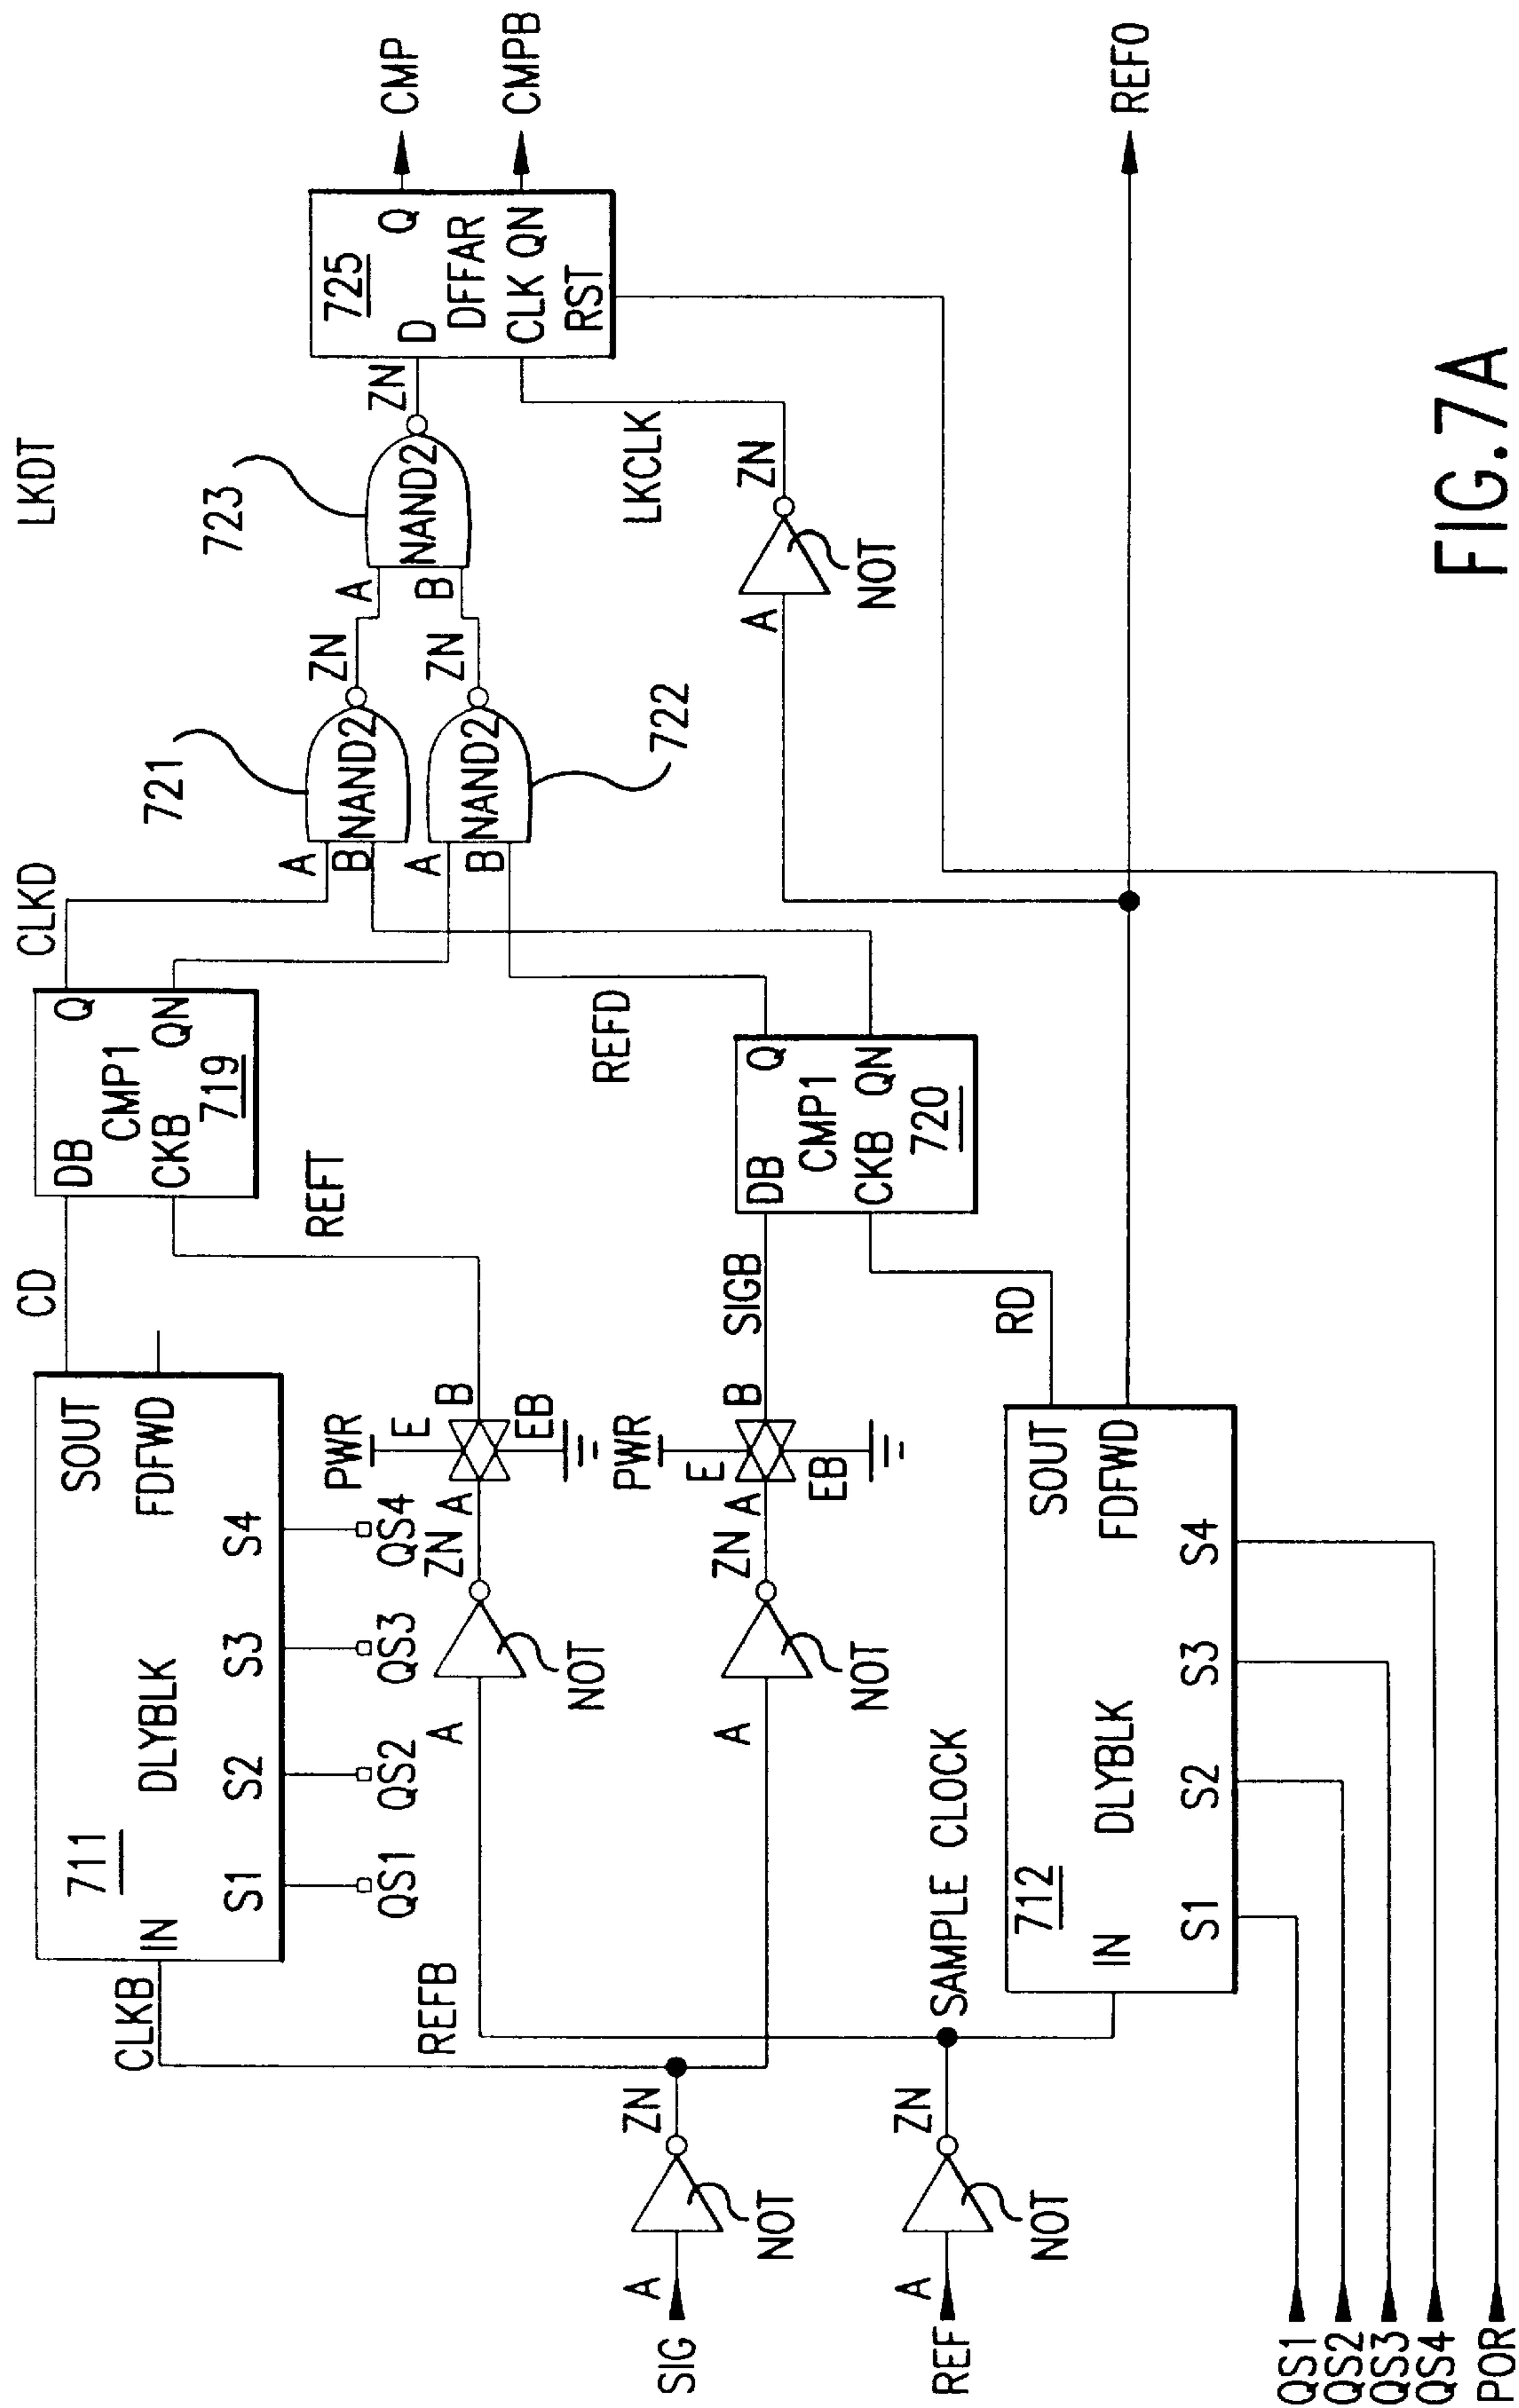 LKDT
CLKB
IN
711
DLYBLK
SOUT
FDFWD
S1
S2
S3
S4
QS1
QS2
QS3
QS4
CD
DB
Q
CMP1
CKB
QN
719
CLKD
REFB
A
NOT
ZN
A
PWR
E
B
EB
REFT
A
NOT
ZN
A
PWR
E
B
EB
SIGB
DB
Q
CMP1
CKB
QN
720
REFD
RD
721
A
B
NAND2
ZN
722
A
B
NAND2
ZN
723
A
B
NAND2
ZN
725
D
Q
DFFAR
CLK
QN
RST
CMP
CMPB
LKCLK
A
NOT
ZN
SIG
A
NOT
ZN
REF
A
NOT
ZN
SAMPLE CLOCK
712
IN
DLYBLK
SOUT
FDFWD
S1
S2
S3
S4
REFO
QS1
QS2
QS3
QS4
POR
FIG.7A